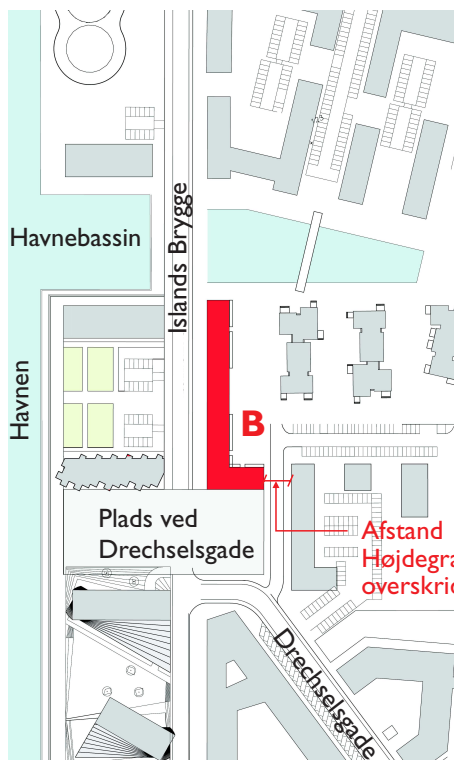 Islands Brygge
Havnebassin
Havnen
B
Plads ved
Drechselsgade
Afstand
Højdegra
overskrid
Drechselsgade